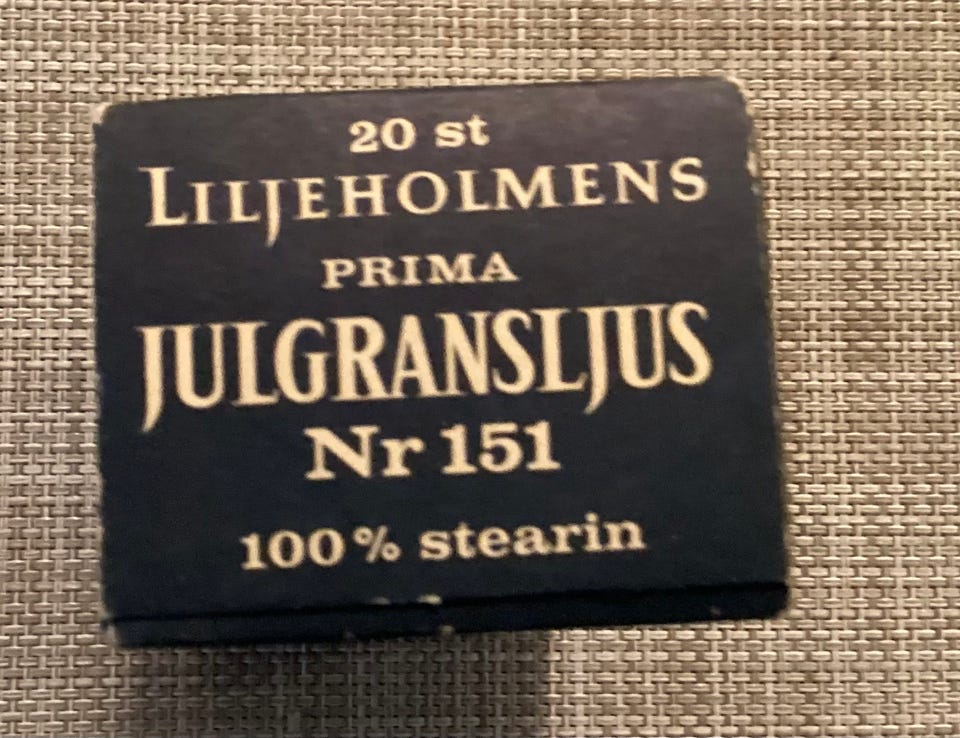 20 st
LILJEHOLMENS
PRIMA
JULGRANSLJUS
Nr 151
100% stearin